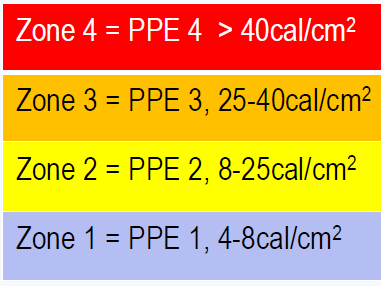 Zone 4 = PPE 4  > 40cal/cm²
Zone 3 = PPE 3, 25-40cal/cm²
Zone 2 = PPE 2, 8-25cal/cm²
Zone 1 = PPE 1, 4-8cal/cm²